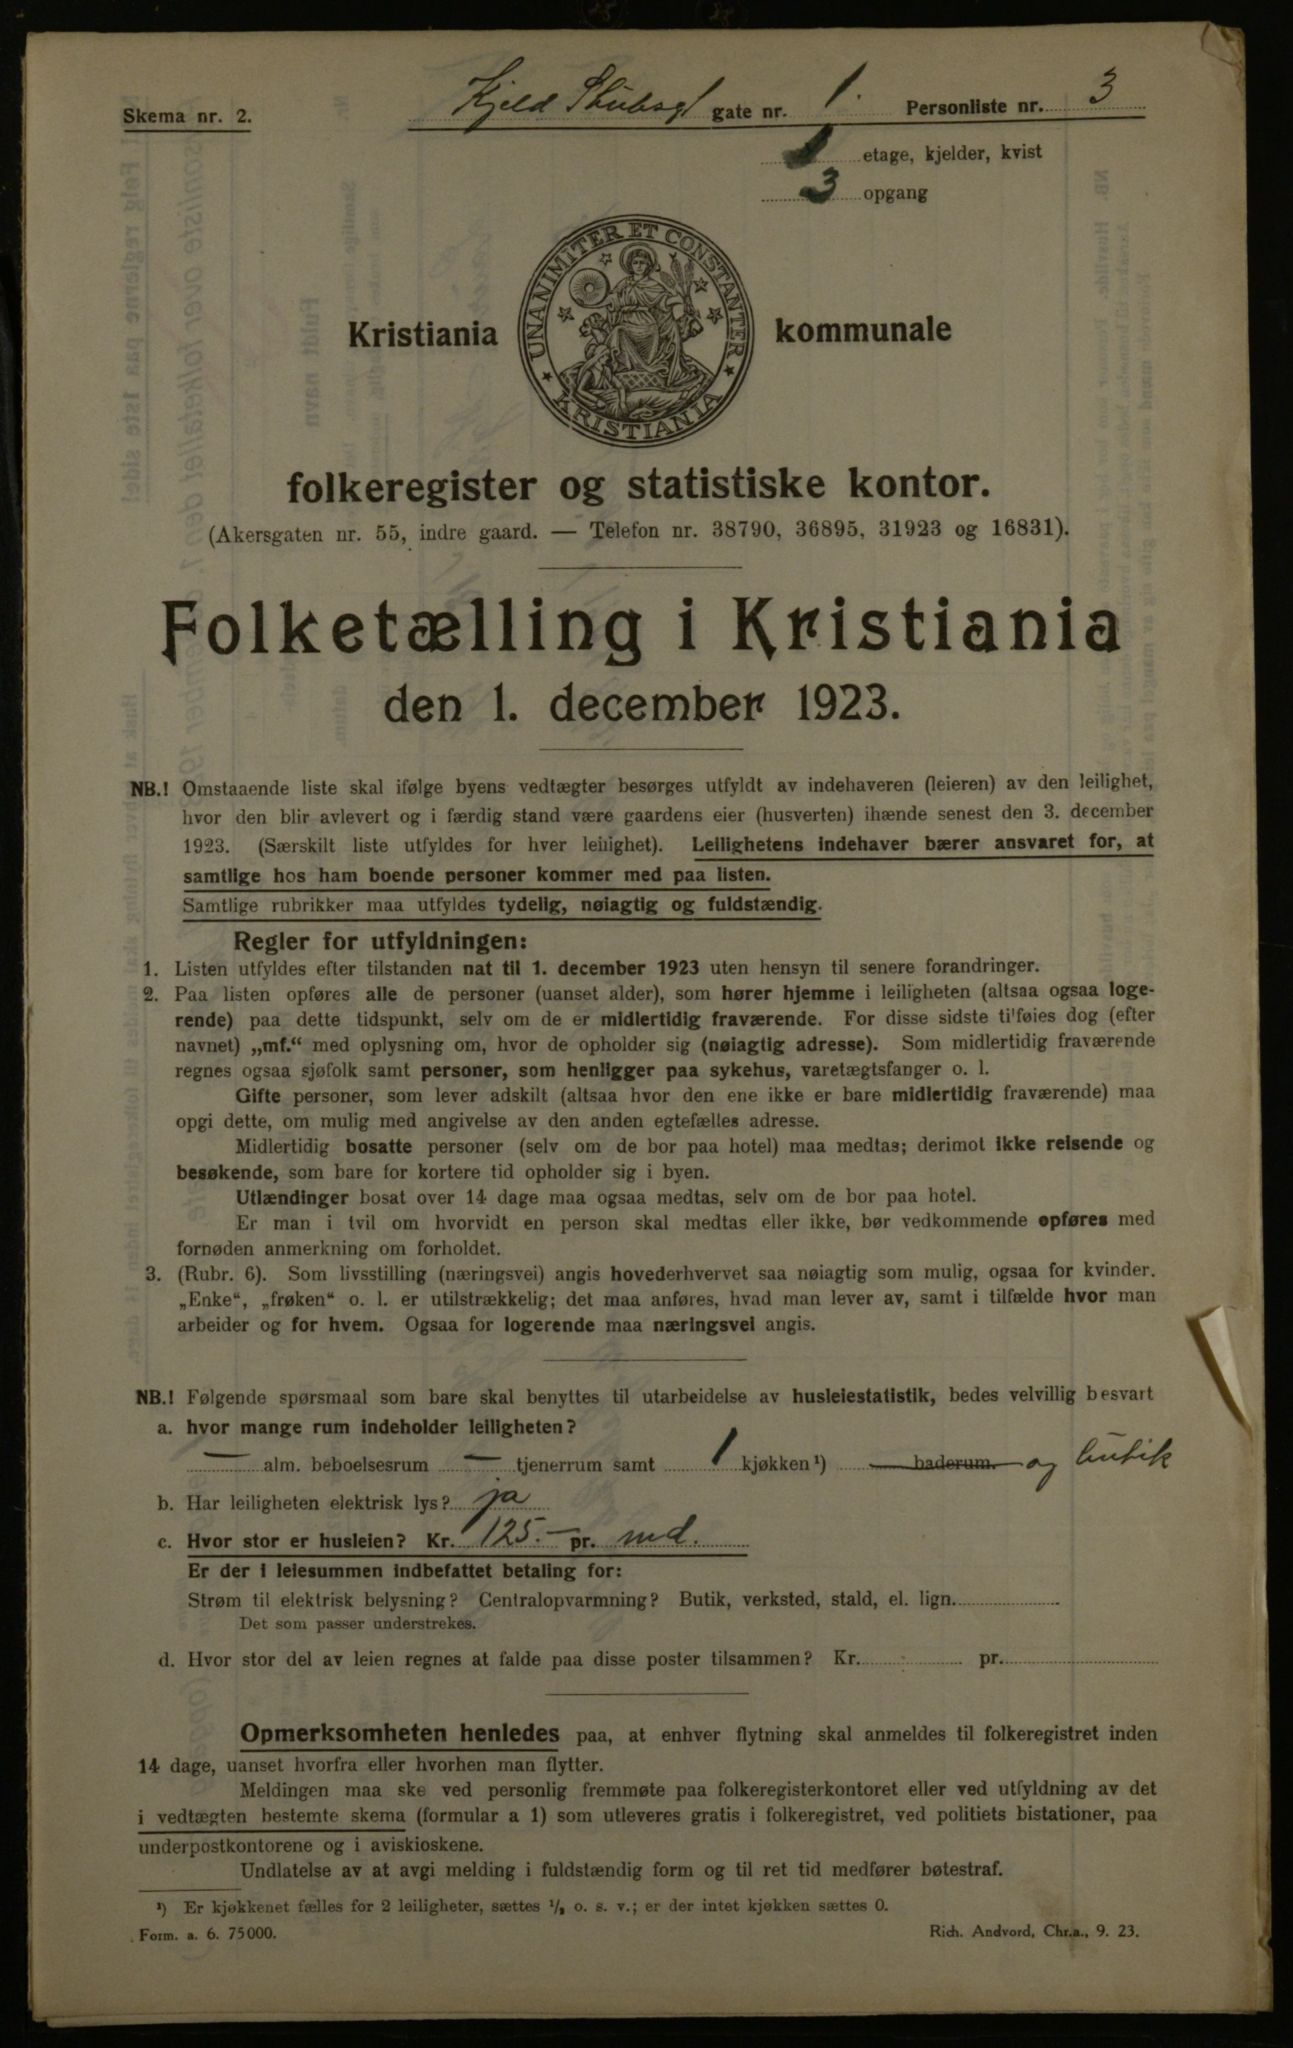 Skema nr. 2.
Kjeld Stubsgt gate nr. 1. Personliste nr. 3
1 etage, kjelder, kvist
3 opgang
UNANIMITER ET CONSTANTER
KRISTIANIA
Kristiania kommunale
folkeregister og statistiske kontor.
(Akersgaten nr. 55, indre gaard. — Telefon nr. 38790, 36895, 31923 og 16831).
Folketælling i Kristiania
den 1. december 1923.
NB.! Omstaaende liste skal ifølge byens vedtægter besørges utfyldt av indehaveren (leieren) av den leilighet,
hvor den blir avlevert og i færdig stand være gaardens eier (husverten) ihænde senest den 3. december
1923. (Særskilt liste utfyldes for hver leilighet). Leilighetens indehaver bærer ansvaret for, at
samtlige hos ham boende personer kommer med paa listen.
Samtlige rubrikker maa utfyldes tydelig, nøiagtig og fuldstændig.
Regler for utfyldningen:
1. Listen utfyldes efter tilstanden nat til 1. december 1923 uten hensyn til senere forandringer.
2. Paa listen opføres alle de personer (uanset alder), som hører hjemme i leiligheten (altsaa ogsaa loge-
rende) paa dette tidspunkt, selv om de er midlertidig fraværende. For disse sidste ti'føies dog (efter
navnet) „mf.“ med oplysning om, hvor de opholder sig (nøiagtig adresse). Som midlertidig fraværende
regnes ogsaa sjøfolk samt personer, som henligger paa sykehus, varetægtsfanger o. l.
Gifte personer, som lever adskilt (altsaa hvor den ene ikke er bare midlertidig fraværende) maa
opgi dette, om mulig med angivelse av den anden egtefælles adresse.
Midlertidig bosatte personer (selv om de bor paa hotel) maa medtas; derimot ikke reisende og
besøkende, som bare for kortere tid opholder sig i byen.
Utlændinger bosat over 14 dage maa ogsaa medtas, selv om de bor paa hotel.
Er man i tvil om hvorvidt en person skal medtas eller ikke, bør vedkommende opføres med
fornøden anmerkning om forholdet.
3. (Rubr. 6). Som livsstilling (næringsvei) angis hovederhvervet saa nøiagtig som mulig, ogsaa for kvinder.
„Enke“, „frøken“ o. l. er utilstrækkelig; det maa anføres, hvad man lever av, samt i tilfælde hvor man
arbeider og for hvem. Ogsaa for logerende maa næringsvei angis.
NB.! Følgende spørsmaal som bare skal benyttes til utarbeidelse av husleiestatistik, bedes velvillig besvart
a. hvor mange rum indeholder leiligheten?
— alm. beboelsesrum — tjenerrum samt 1 kjøkken ¹) baderum. og butik
b. Har leiligheten elektrisk lys? ja
c. Hvor stor er husleien? Kr. 125.— pr. md.
Er der i leiesummen indbefattet betaling for:
Strøm til elektrisk belysning? Centralopvarmning? Butik, verksted, stald, el. lign.
Det som passer understrekes.
d. Hvor stor del av leien regnes at falde paa disse poster tilsammen? Kr. pr.
Opmerksomheten henledes paa, at enhver flytning skal anmeldes til folkeregistret inden
14 dage, uanset hvorfra eller hvorhen man flytter.
Meldingen maa ske ved personlig fremmøte paa folkeregisterkontoret eller ved utfyldning av det
i vedtægten bestemte skema (formular a 1) som utleveres gratis i folkeregistret, ved politiets bistationer, paa
underpostkontorene og i aviskioskene.
Undlatelse av at avgi melding i fuldstændig form og til ret tid medfører bøtestraf.
¹) Er kjøkkenet fælles for 2 leiligheter, sættes ½ o. s. v.; er der intet kjøkken sættes 0.
Form. a. 6. 75000.
Rich. Andvord, Chr.a., 9. 23.